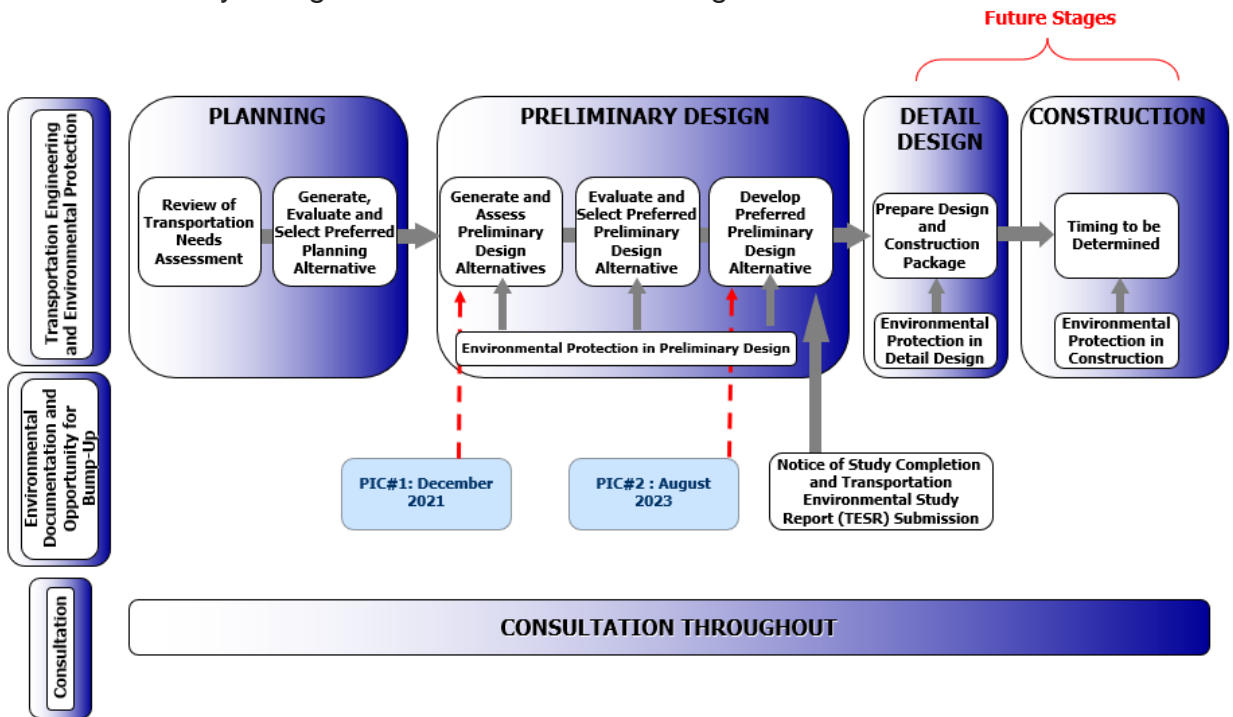 Future Stages
Transportation Engineering
and Environmental Protection
PLANNING
Review of
Transportation
Needs
Assessment
Generate,
Evaluate and
Select Preferred
Planning
Alternative
PRELIMINARY DESIGN
Generate and
Assess
Preliminary
Design
Alternatives
Evaluate and
Select Preferred
Preliminary
Design
Alternative
Develop
Preferred
Preliminary
Design
Alternative
Environmental Protection in Preliminary Design
DETAIL
DESIGN
Prepare Design
and
Construction
Package
Environmental
Protection in
Detail Design
CONSTRUCTION
Timing to be
Determined
Environmental
Protection in
Construction
Environmental
Documentation and
Opportunity for
Bump-Up
PIC#1: December
2021
PIC#2 : August
2023
Notice of Study Completion
and Transportation
Environmental Study
Report (TESR) Submission
Consultation
CONSULTATION THROUGHOUT